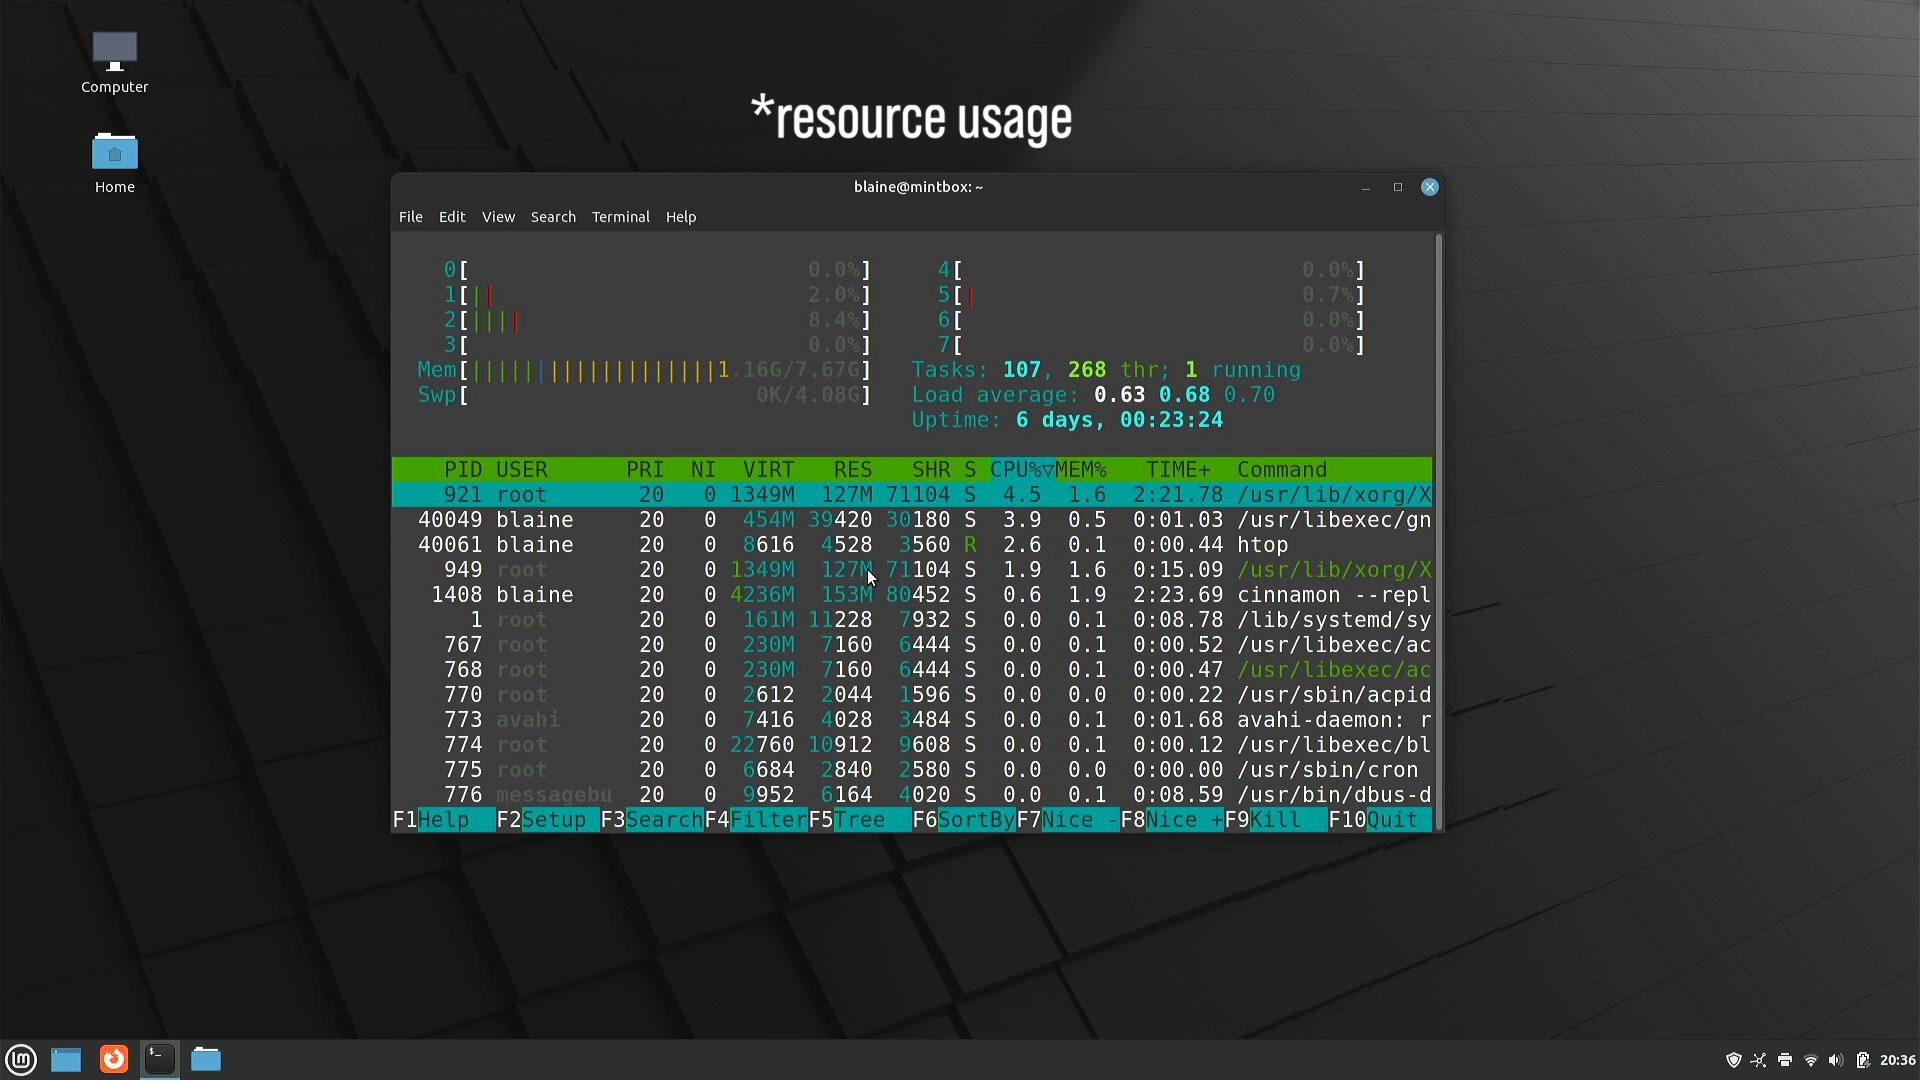 Computer
Home
*resource usage
blaine@mintbox: ~
File Edit View Search Terminal Help
0[ 0.0%] 4[ 0.0%]
1[|| 2.0%] 5[| 0.7%]
2[|||| 8.4%] 6[ 0.0%]
3[ 0.0%] 7[ 0.0%]
Mem[|||||||||||||||||||1.16G/7.67G] Tasks: 107, 268 thr; 1 running
Swp[ 0K/4.08G] Load average: 0.63 0.68 0.70
Uptime: 6 days, 00:23:24
PID USER PRI NI VIRT RES SHR S CPU%▽MEM% TIME+ Command
921 root 20 0 1349M 127M 71104 S 4.5 1.6 2:21.78 /usr/lib/xorg/X
40049 blaine 20 0 454M 39420 30180 S 3.9 0.5 0:01.03 /usr/libexec/gn
40061 blaine 20 0 8616 4528 3560 R 2.6 0.1 0:00.44 htop
949 root 20 0 1349M 127M 71104 S 1.9 1.6 0:15.09 /usr/lib/xorg/X
1408 blaine 20 0 4236M 153M 80452 S 0.6 1.9 2:23.69 cinnamon --repl
1 root 20 0 161M 11228 7932 S 0.0 0.1 0:08.78 /lib/systemd/sy
767 root 20 0 230M 7160 6444 S 0.0 0.1 0:00.52 /usr/libexec/ac
768 root 20 0 230M 7160 6444 S 0.0 0.1 0:00.47 /usr/libexec/ac
770 root 20 0 2612 2044 1596 S 0.0 0.0 0:00.22 /usr/sbin/acpid
773 avahi 20 0 7416 4028 3484 S 0.0 0.1 0:01.68 avahi-daemon: r
774 root 20 0 22760 10912 9608 S 0.0 0.1 0:00.12 /usr/libexec/bl
775 root 20 0 6684 2840 2580 S 0.0 0.0 0:00.00 /usr/sbin/cron
776 messagebu 20 0 9952 6164 4020 S 0.0 0.1 0:08.59 /usr/bin/dbus-d
F1Help F2Setup F3SearchF4FilterF5Tree F6SortByF7Nice -F8Nice +F9Kill F10Quit
20:36